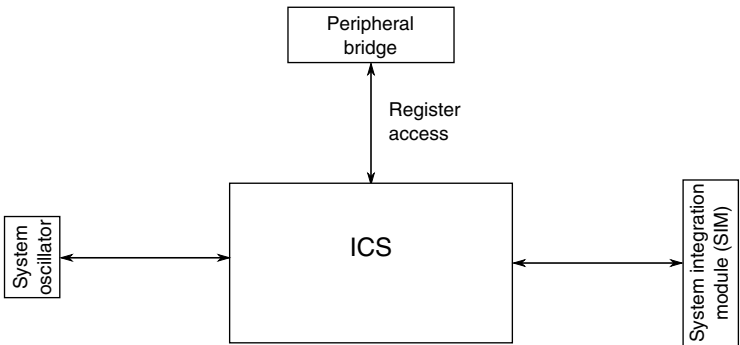 Peripheral
bridge
Register
access
ICS
System
oscillator
System integration
module (SIM)